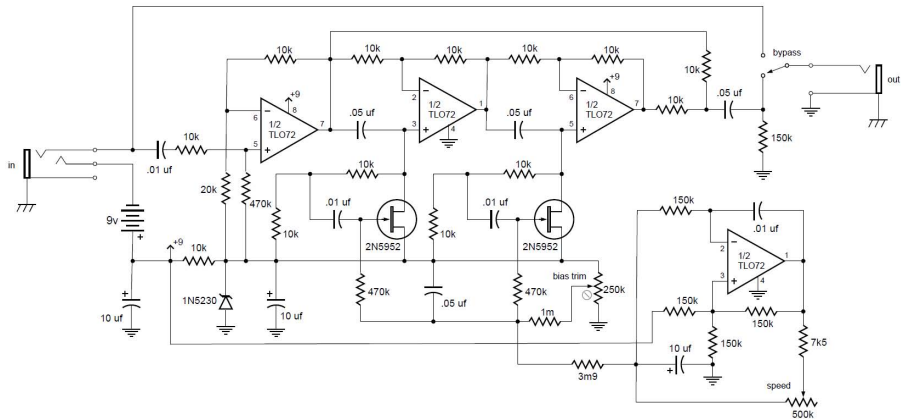 10k
10k
10k
10k
10k
bypass
10k
+9
8
6
5
7
1/2
TLO72
2
3
1
4
1/2
TLO72
+9
8
6
5
7
1/2
TLO72
10k
.05 uf
out
.05 uf
.05 uf
150k
in
.01 uf
10k
20k
470k
10k
10k
.01 uf
.01 uf
10k
10k
2N5952
2N5952
9v
+
+9
10k
150k
.01 uf
2
3
1
4
1/2
TLO72
+
10 uf
1N5230
+
10 uf
470k
.05 uf
470k
bias trim
250k
1m
150k
150k
150k
7k5
3m9
10 uf
+
speed
500k